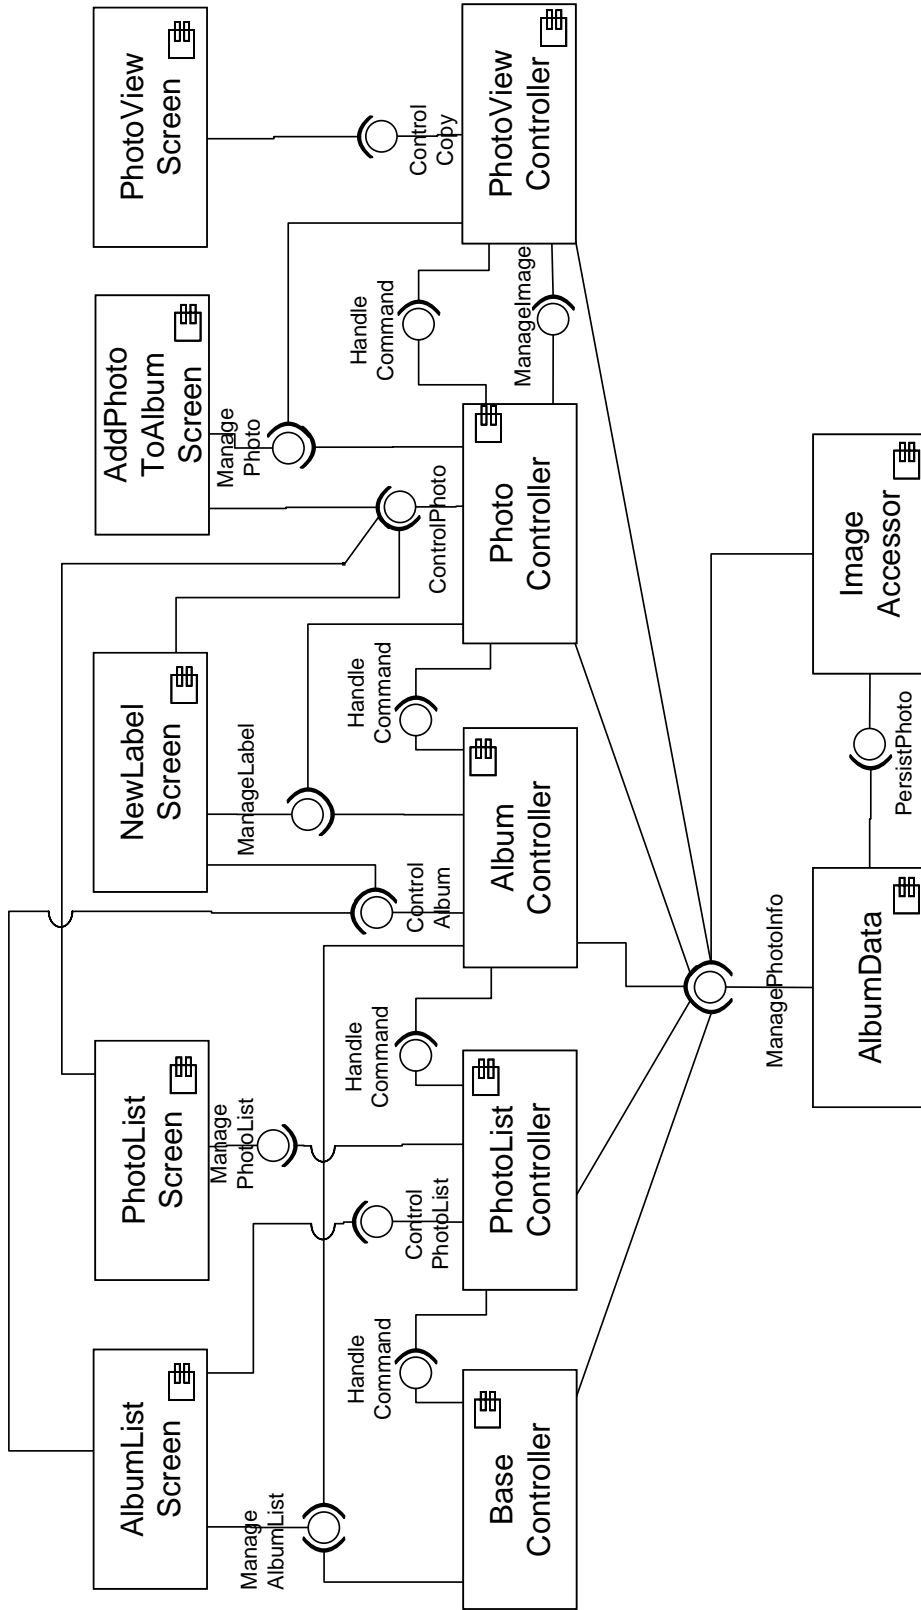 AlbumList
Screen
PhotoList
Screen
NewLabel
Screen
AddPhoto
ToAlbum
Screen
PhotoView
Screen
Manage
AlbumList
Manage
PhotoList
ManageLabel
Manage
Photo
Control
PhotoList
Control
Album
ControlPhoto
Control
Copy
Handle
Command
Handle
Command
Handle
Command
Handle
Command
ManageImage
Base
Controller
PhotoList
Controller
Album
Controller
Photo
Controller
PhotoView
Controller
ManagePhotoInfo
AlbumData
PersistPhoto
Image
Accessor